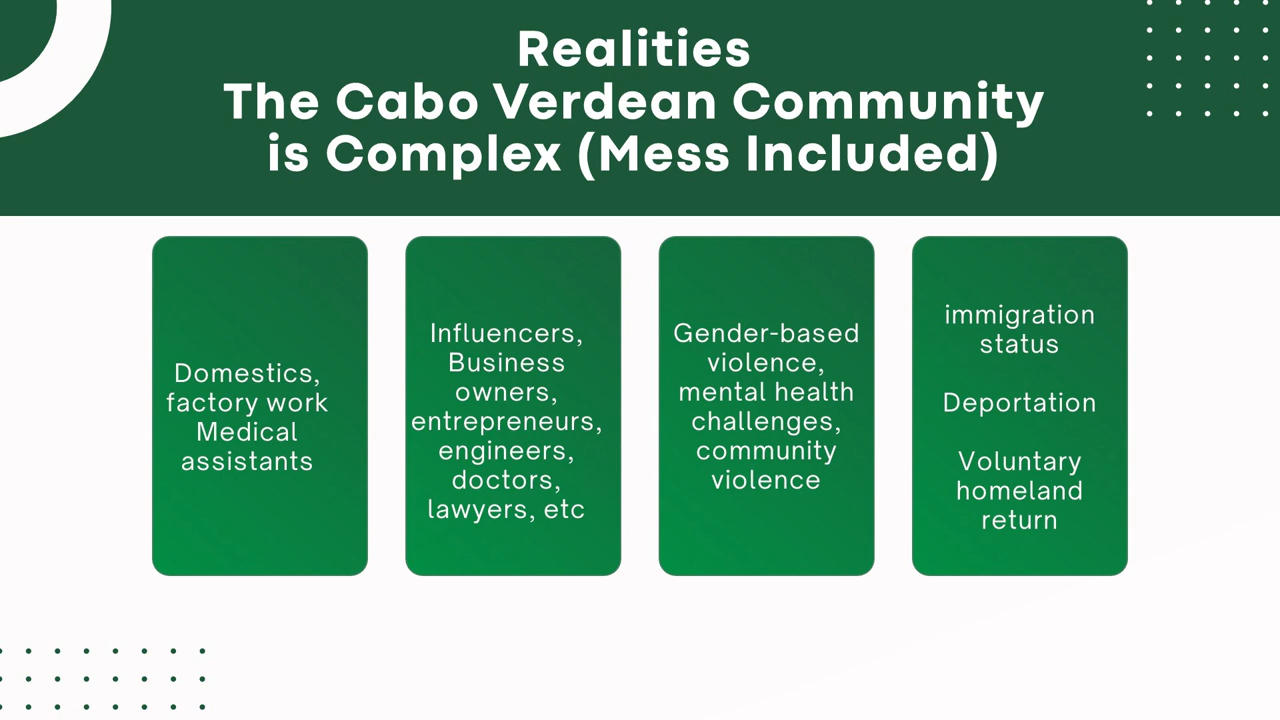 Realities
The Cabo Verdean Community
is Complex (Mess Included)
Domestics,
factory work
Medical
assistants
Influencers,
Business
owners,
entrepreneurs,
engineers,
doctors,
lawyers, etc
Gender-based
violence,
mental health
challenges,
community
violence
immigration
status
Deportation
Voluntary
homeland
return